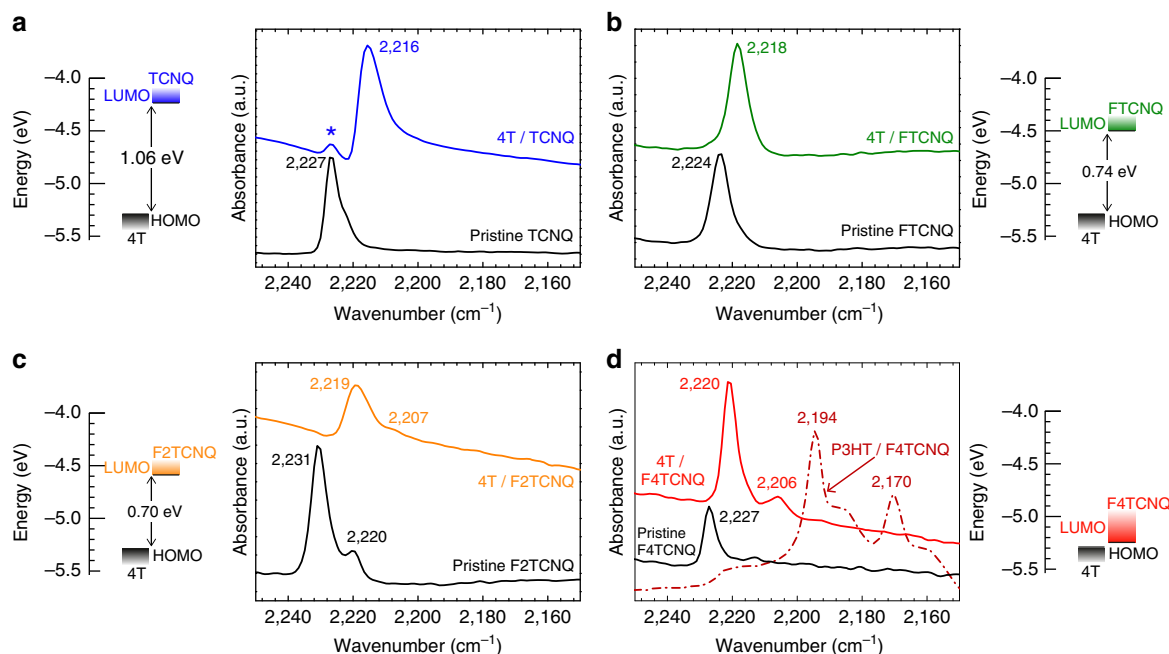 a
Energy (eV)
−4.0
−4.5
−5.0
−5.5
TCNQ
LUMO
1.06 eV
HOMO
4T
Absorbance (a.u.)
2,216
*
4T / TCNQ
2,227
Pristine TCNQ
2,240 2,220 2,200 2,180 2,160
Wavenumber (cm⁻¹)
b
Absorbance (a.u.)
2,218
4T / FTCNQ
2,224
Pristine FTCNQ
2,240 2,220 2,200 2,180 2,160
Wavenumber (cm⁻¹)
Energy (eV)
−4.0
−4.5
−5.0
−5.5
FTCNQ
LUMO
0.74 eV
HOMO
4T
c
Energy (eV)
−4.0
−4.5
−5.0
−5.5
F2TCNQ
LUMO
0.70 eV
HOMO
4T
Absorbance (a.u.)
2,219
2,207
2,231
4T / F2TCNQ
2,220
Pristine F2TCNQ
2,240 2,220 2,200 2,180 2,160
Wavenumber (cm⁻¹)
d
Absorbance (a.u.)
2,220
2,194
P3HT / F4TCNQ
4T /
F4TCNQ
2,206
2,170
2,227
Pristine
F4TCNQ
2,240 2,220 2,200 2,180 2,160
Wavenumber (cm⁻¹)
Energy (eV)
−4.0
−4.5
−5.0
−5.5
F4TCNQ
LUMO
HOMO
4T